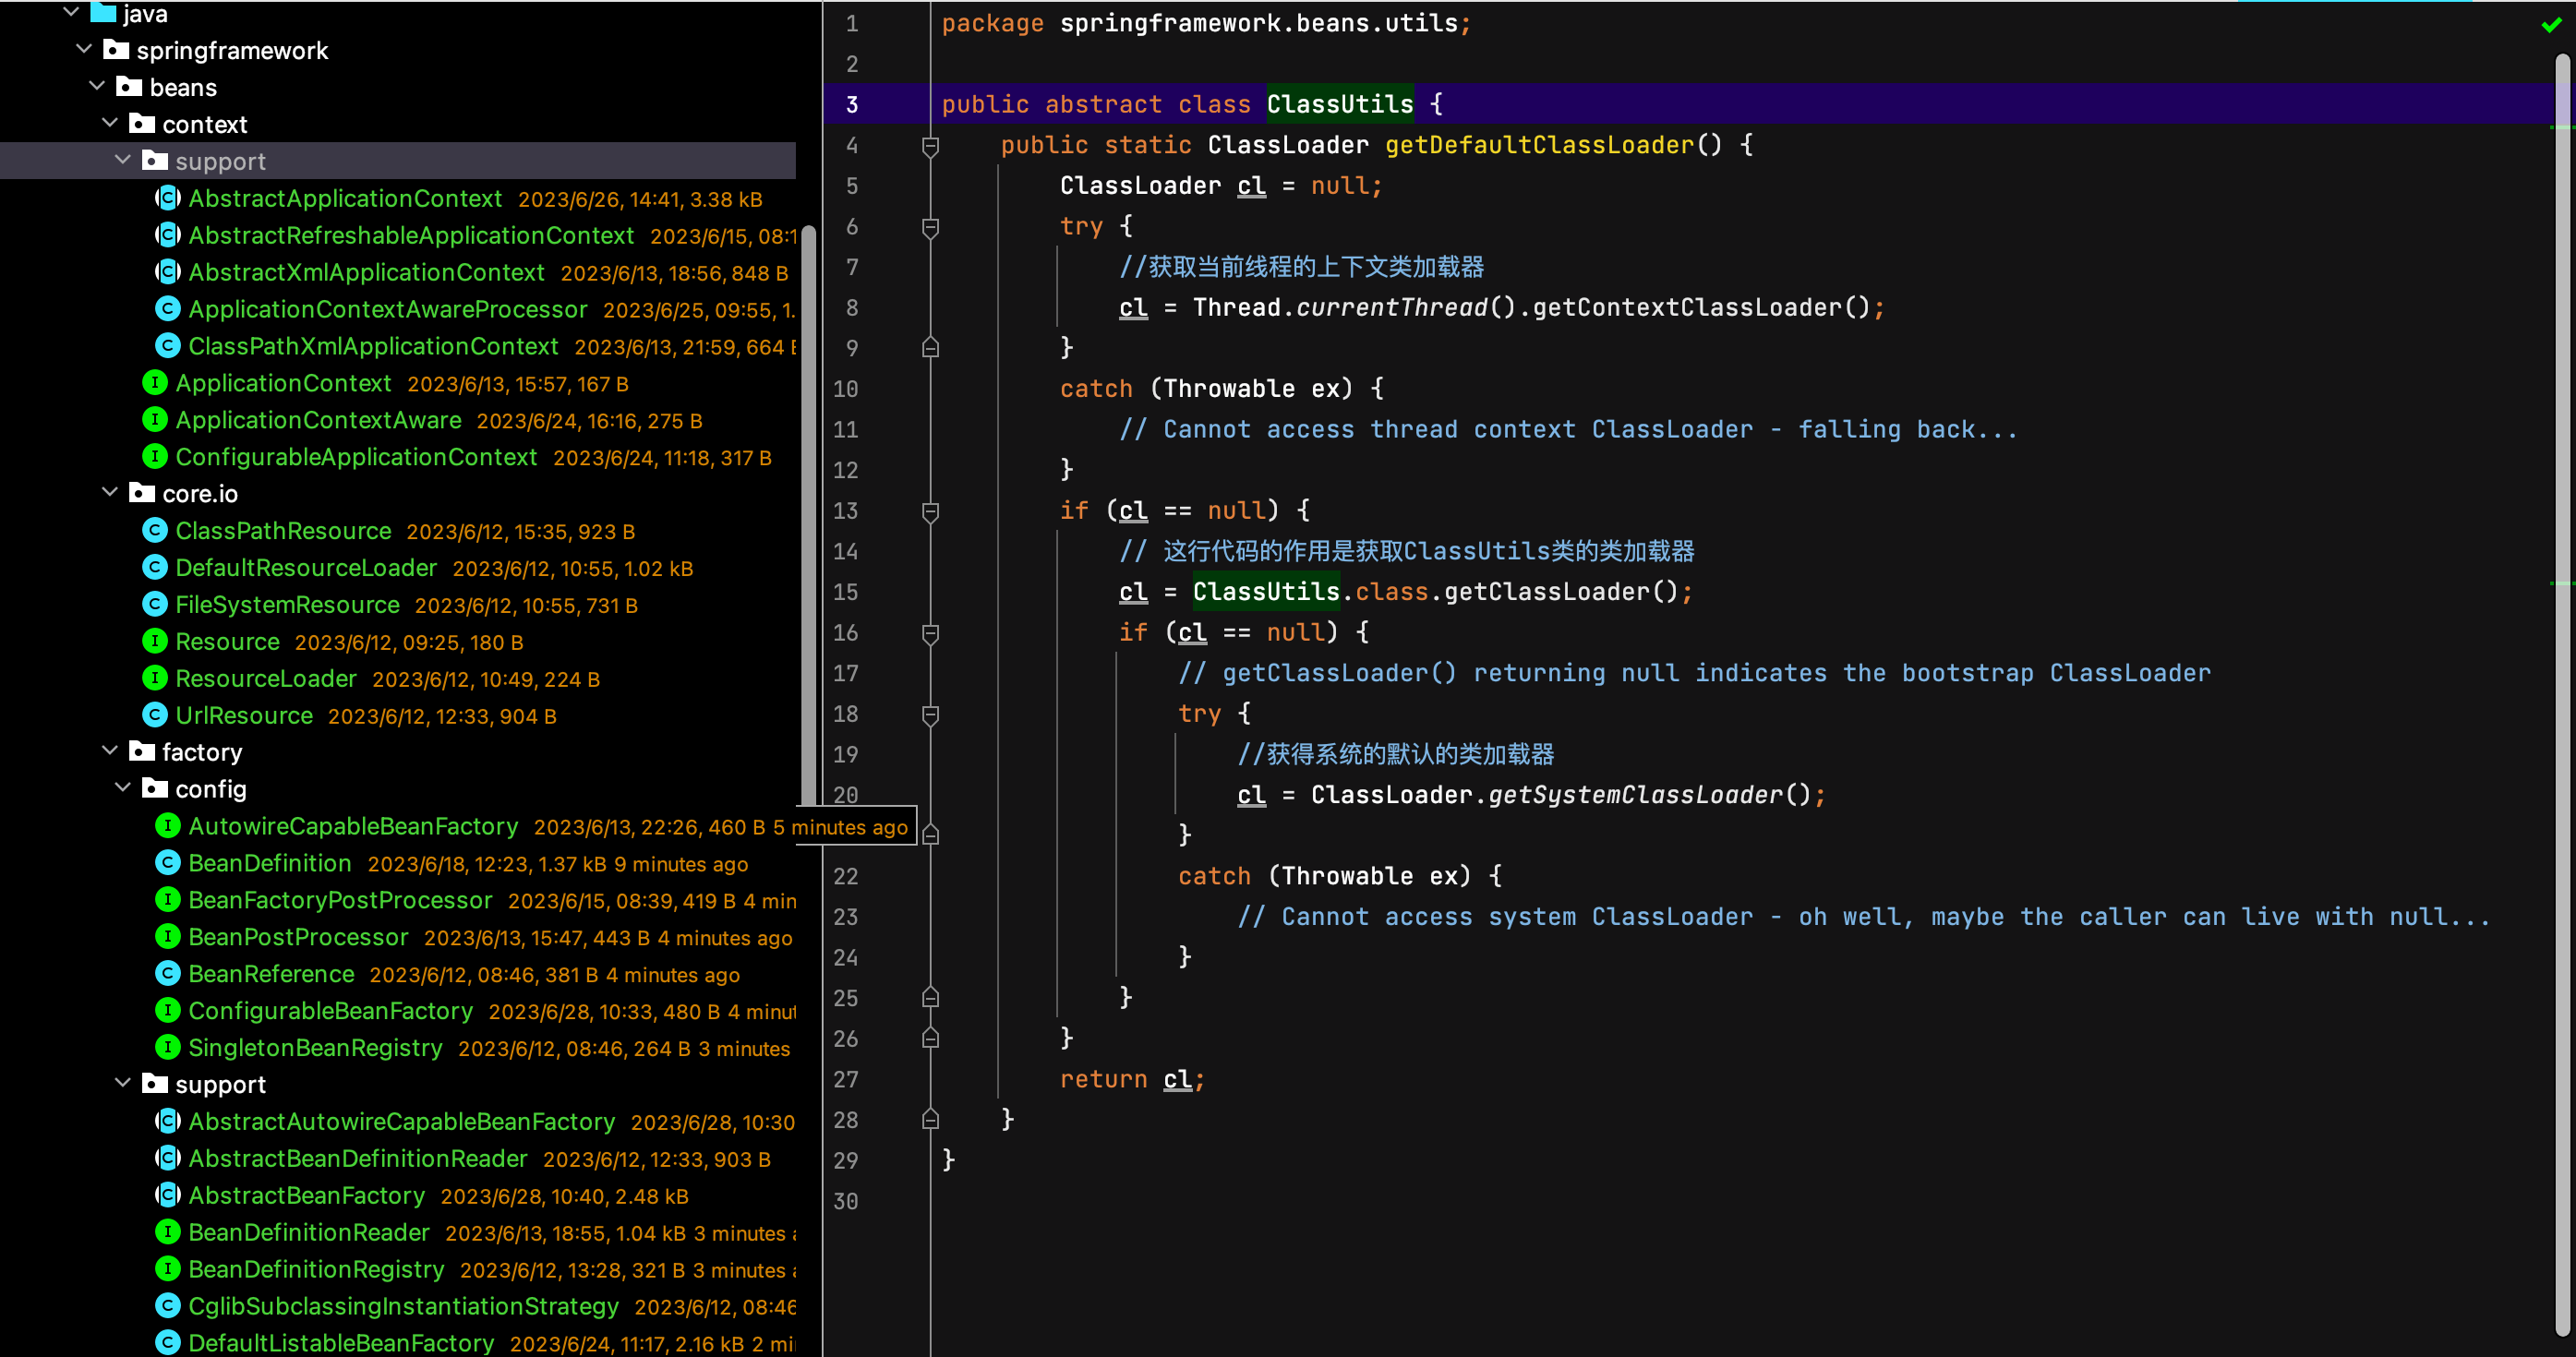 java
springframework
beans
context
support
AbstractApplicationContext 2023/6/26, 14:41, 3.38 kB
AbstractRefreshableApplicationContext 2023/6/15, 08:1
AbstractXmlApplicationContext 2023/6/13, 18:56, 848 B
ApplicationContextAwareProcessor 2023/6/25, 09:55, 1.
ClassPathXmlApplicationContext 2023/6/13, 21:59, 664 B
ApplicationContext 2023/6/13, 15:57, 167 B
ApplicationContextAware 2023/6/24, 16:16, 275 B
ConfigurableApplicationContext 2023/6/24, 11:18, 317 B
core.io
ClassPathResource 2023/6/12, 15:35, 923 B
DefaultResourceLoader 2023/6/12, 10:55, 1.02 kB
FileSystemResource 2023/6/12, 10:55, 731 B
Resource 2023/6/12, 09:25, 180 B
ResourceLoader 2023/6/12, 10:49, 224 B
UrlResource 2023/6/12, 12:33, 904 B
factory
config
AutowireCapableBeanFactory 2023/6/13, 22:26, 460 B 5 minutes ago
BeanDefinition 2023/6/18, 12:23, 1.37 kB 9 minutes ago
BeanFactoryPostProcessor 2023/6/15, 08:39, 419 B 4 min
BeanPostProcessor 2023/6/13, 15:47, 443 B 4 minutes ago
BeanReference 2023/6/12, 08:46, 381 B 4 minutes ago
ConfigurableBeanFactory 2023/6/28, 10:33, 480 B 4 minut
SingletonBeanRegistry 2023/6/12, 08:46, 264 B 3 minutes
support
AbstractAutowireCapableBeanFactory 2023/6/28, 10:30
AbstractBeanDefinitionReader 2023/6/12, 12:33, 903 B
AbstractBeanFactory 2023/6/28, 10:40, 2.48 kB
BeanDefinitionReader 2023/6/13, 18:55, 1.04 kB 3 minutes a
BeanDefinitionRegistry 2023/6/12, 13:28, 321 B 3 minutes a
CglibSubclassingInstantiationStrategy 2023/6/12, 08:46
DefaultListableBeanFactory 2023/6/24, 11:17, 2.16 kB 2 mi
1 package springframework.beans.utils;
2
3 public abstract class ClassUtils {
4 public static ClassLoader getDefaultClassLoader() {
5 ClassLoader cl = null;
6 try {
7 //获取当前线程的上下文类加载器
8 cl = Thread.currentThread().getContextClassLoader();
9 }
10 catch (Throwable ex) {
11 // Cannot access thread context ClassLoader - falling back...
12 }
13 if (cl == null) {
14 // 这行代码的作用是获取ClassUtils类的类加载器
15 cl = ClassUtils.class.getClassLoader();
16 if (cl == null) {
17 // getClassLoader() returning null indicates the bootstrap ClassLoader
18 try {
19 //获得系统的默认的类加载器
20 cl = ClassLoader.getSystemClassLoader();
}
22 catch (Throwable ex) {
23 // Cannot access system ClassLoader - oh well, maybe the caller can live with null...
24 }
25 }
26 }
27 return cl;
28 }
29 }
30